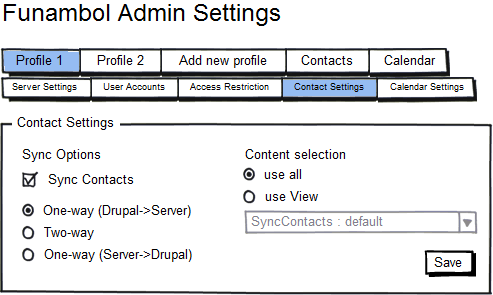 Funambol Admin Settings
Profile 1 Profile 2 Add new profile Contacts Calendar
Server Settings User Accounts Access Restriction Contact Settings Calendar Settings
Contact Settings
Sync Options
Sync Contacts
One-way (Drupal->Server)
Two-way
One-way (Server->Drupal)
Content selection
use all
use View
SyncContacts : default
Save